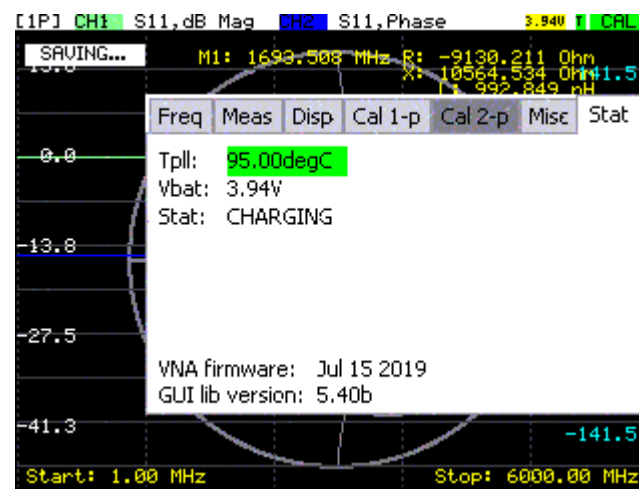 [1P] CH1 S11,dB Mag CH2 S11,Phase 3.94V T CAL
SAVING...
M1: 1693.508 MHz R: -9130.211 Ohm
X: 10564.534 Ohm
L: 992.849 nH
Freq Meas Disp Cal 1-p Cal 2-p Misc Stat
Tpll: 95.00degC
Vbat: 3.94V
Stat: CHARGING
VNA firmware: Jul 15 2019
GUI lib version: 5.40b
-0.0
-13.8
-27.5
-41.3
-141.5
Start: 1.00 MHz Stop: 6000.00 MHz